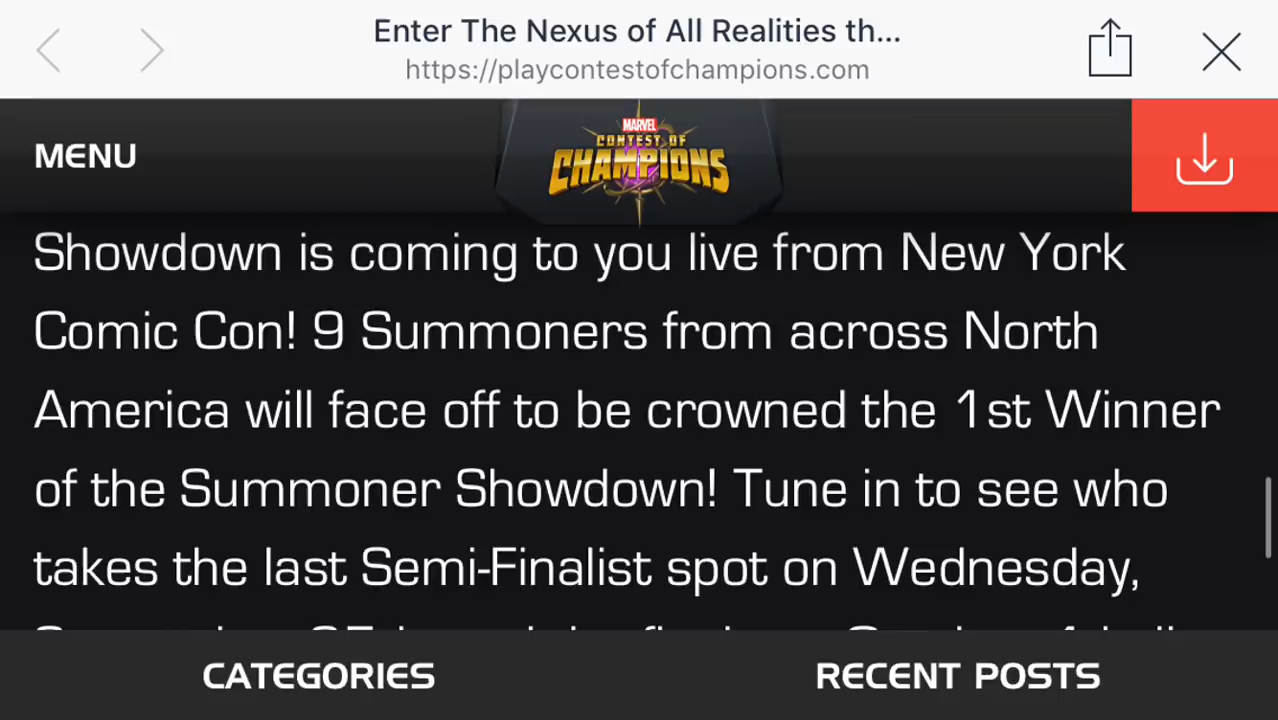 Enter The Nexus of All Realities th...
https://playcontestofchampions.com
MENU
MARVEL
CONTEST OF
CHAMPIONS
Showdown is coming to you live from New York
Comic Con! 9 Summoners from across North
America will face off to be crowned the 1st Winner
of the Summoner Showdown! Tune in to see who
takes the last Semi-Finalist spot on Wednesday,
CATEGORIES
RECENT POSTS